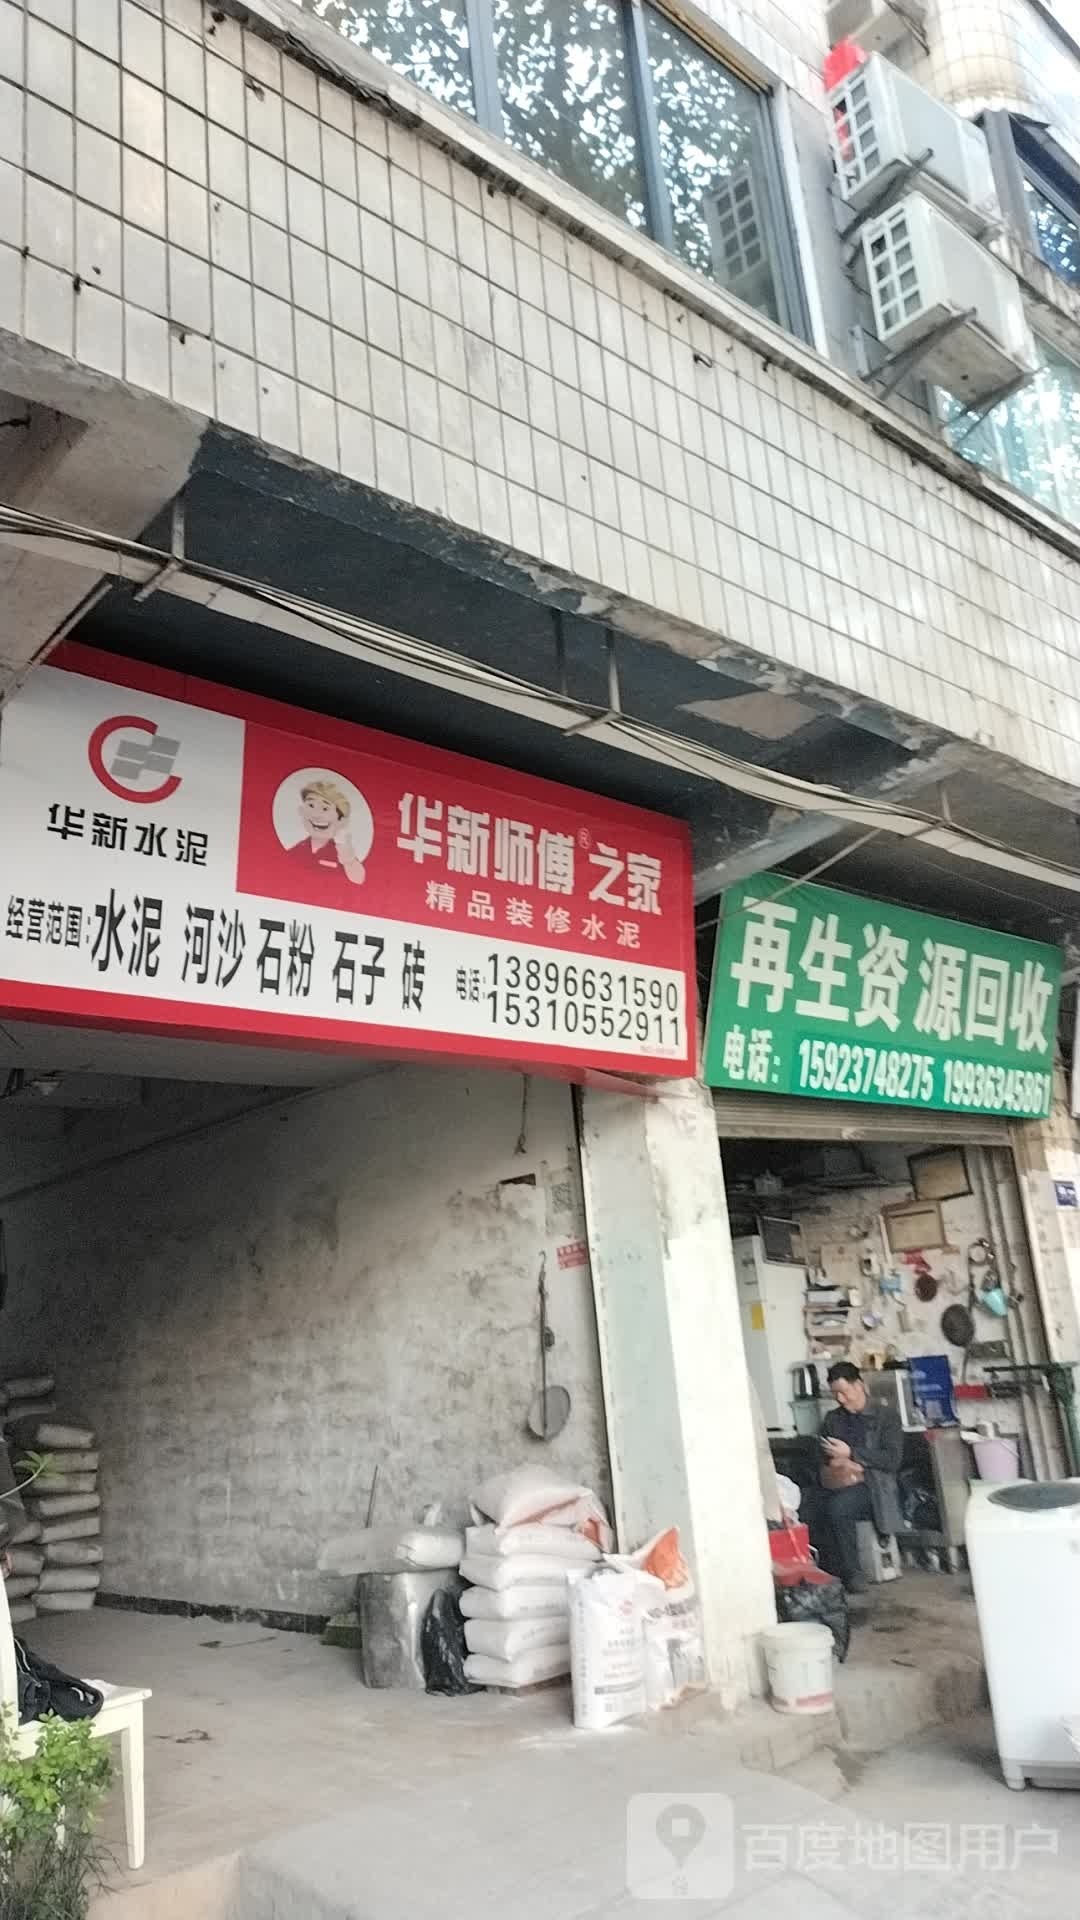 华新水泥
华新师傅®之家
精品装修水泥
经营范围:水泥 河沙 石粉 石子 砖
电话:13896631590
15310552911
再生资源回收
电话: 15923748275 19936345861
百度地图用户